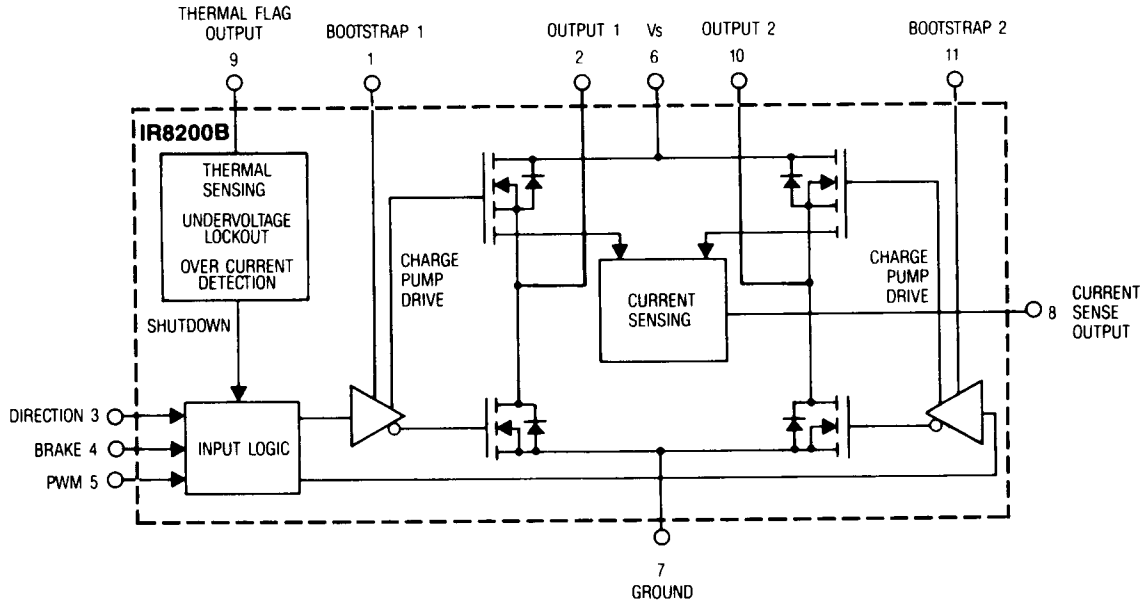 THERMAL FLAG
OUTPUT
9
BOOTSTRAP 1
1
OUTPUT 1
2
Vs
6
OUTPUT 2
10
BOOTSTRAP 2
11
IR8200B
THERMAL
SENSING
UNDERVOLTAGE
LOCKOUT
OVER CURRENT
DETECTION
SHUTDOWN
CHARGE
PUMP
DRIVE
CURRENT
SENSING
CHARGE
PUMP
DRIVE
8 CURRENT
SENSE
OUTPUT
DIRECTION 3
BRAKE 4
PWM 5
INPUT LOGIC
7
GROUND